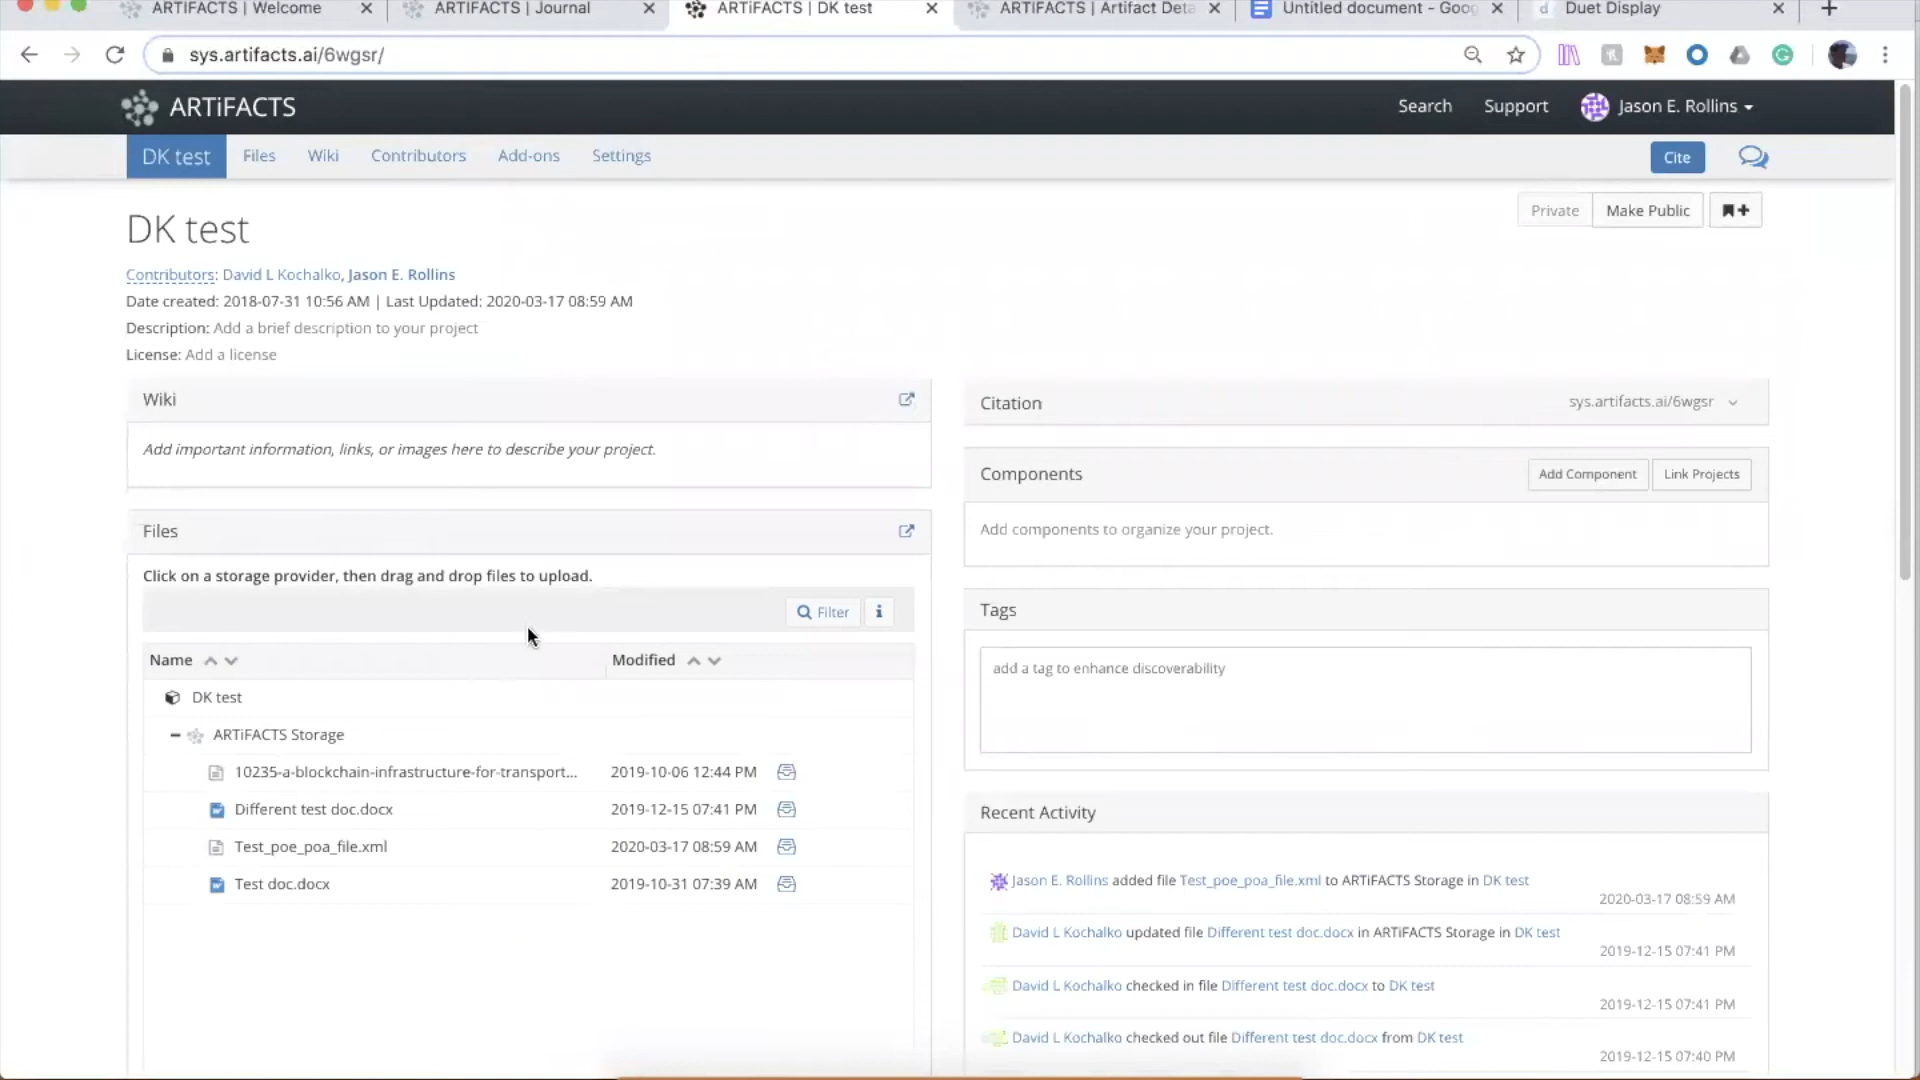 ARTiFACTS | Welcome
ARTiFACTS | Journal
ARTiFACTS | DK test
ARTiFACTS | Artifact Deta
Untitled document - Goog
Duet Display
sys.artifacts.ai/6wgsr/
ARTiFACTS
Search
Support
Jason E. Rollins
DK test
Files
Wiki
Contributors
Add-ons
Settings
Cite
DK test
Private
Make Public
Contributors: David L Kochalko, Jason E. Rollins
Date created: 2018-07-31 10:56 AM | Last Updated: 2020-03-17 08:59 AM
Description: Add a brief description to your project
License: Add a license
Wiki
Add important information, links, or images here to describe your project.
Files
Click on a storage provider, then drag and drop files to upload.
Filter
i
Name
Modified
DK test
ARTiFACTS Storage
10235-a-blockchain-infrastructure-for-transport... 2019-10-06 12:44 PM
Different test doc.docx 2019-12-15 07:41 PM
Test_poe_poa_file.xml 2020-03-17 08:59 AM
Test doc.docx 2019-10-31 07:39 AM
Citation
sys.artifacts.ai/6wgsr
Components
Add Component
Link Projects
Add components to organize your project.
Tags
add a tag to enhance discoverability
Recent Activity
Jason E. Rollins added file Test_poe_poa_file.xml to ARTiFACTS Storage in DK test
2020-03-17 08:59 AM
David L Kochalko updated file Different test doc.docx in ARTiFACTS Storage in DK test
2019-12-15 07:41 PM
David L Kochalko checked in file Different test doc.docx to DK test
2019-12-15 07:41 PM
David L Kochalko checked out file Different test doc.docx from DK test
2019-12-15 07:40 PM